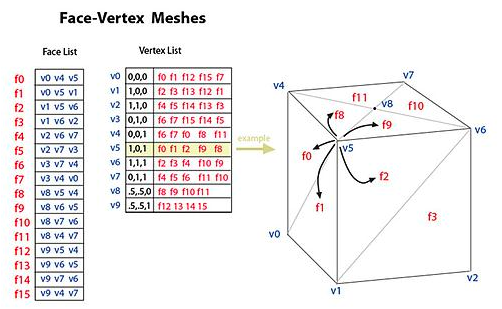 Face-Vertex Meshes
Face List
f0 v0 v4 v5
f1 v0 v5 v1
f2 v1 v5 v6
f3 v1 v6 v2
f4 v2 v6 v7
f5 v2 v7 v3
f6 v3 v7 v4
f7 v3 v4 v0
f8 v8 v5 v4
f9 v8 v6 v5
f10 v8 v7 v6
f11 v8 v4 v7
f12 v9 v5 v4
f13 v9 v6 v5
f14 v9 v7 v6
f15 v9 v4 v7
Vertex List
v0 0,0,0 f0 f1 f12 f15 f7
v1 1,0,0 f2 f3 f13 f12 f1
v2 1,1,0 f4 f5 f14 f13 f3
v3 0,1,0 f6 f7 f15 f14 f5
v4 0,0,1 f6 f7 f0 f8 f11
v5 1,0,1 f0 f1 f2 f9 f8
v6 1,1,1 f2 f3 f4 f10 f9
v7 0,1,1 f4 f5 f6 f11 f10
v8 .5,.5,0 f8 f9 f10 f11
v9 .5,.5,1 f12 13 14 15
example
v7
v4
f11
v8
f10
f8
f9
v6
v5
f0
f2
f1
f3
v0
v2
v1